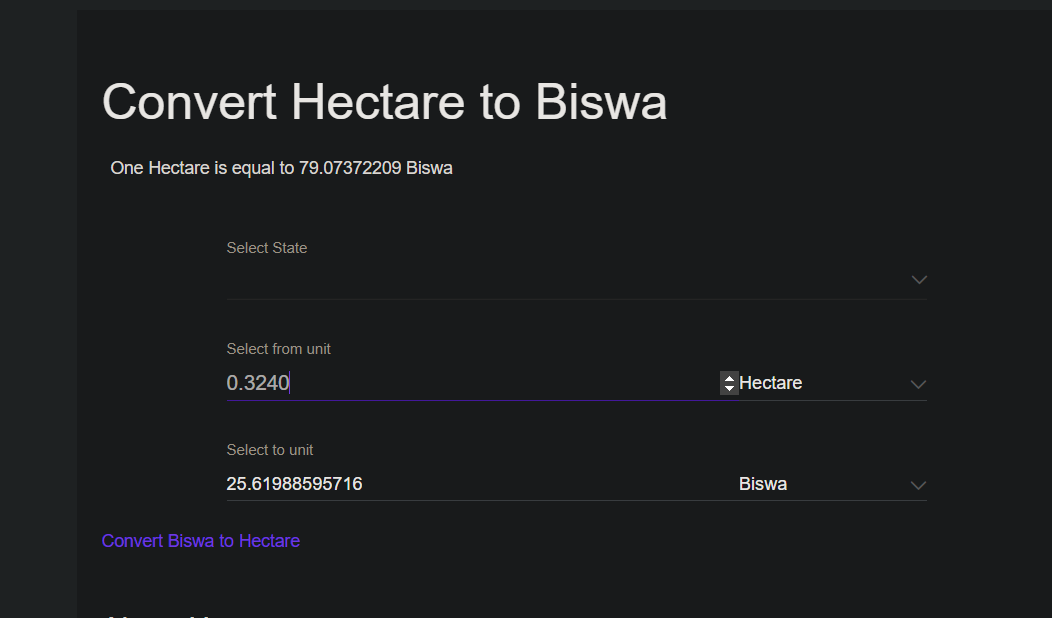 Convert Hectare to Biswa
One Hectare is equal to 79.07372209 Biswa
Select State
Select from unit
0.3240 Hectare
Select to unit
25.61988595716 Biswa
Convert Biswa to Hectare